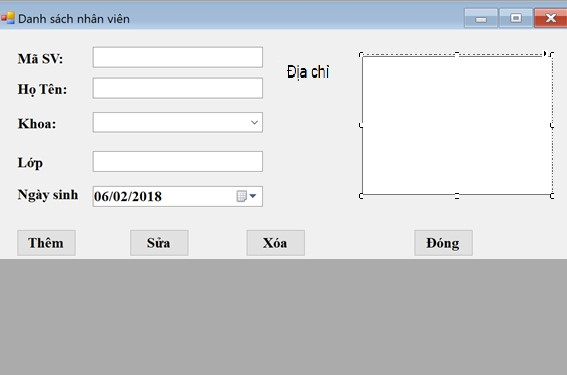 Danh sách nhân viên
Mã SV:
Địa chỉ
Họ Tên:
Khoa:
Lớp
Ngày sinh 06/02/2018
Thêm Sửa Xóa Đóng